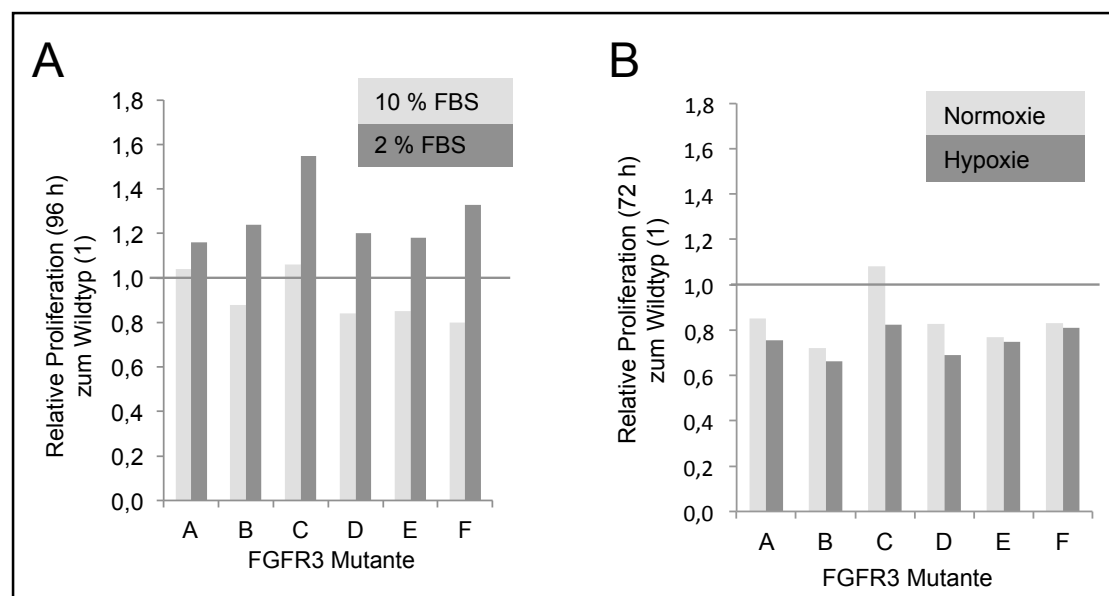 A
10 % FBS
2 % FBS
Relative Proliferation (96 h)
zum Wildtyp (1)
1,8
1,6
1,4
1,2
1,0
0,8
0,6
0,4
0,2
0,0
A B C D E F
FGFR3 Mutante
B
Normoxie
Hypoxie
Relative Proliferation (72 h)
zum Wildtyp (1)
1,8
1,6
1,4
1,2
1,0
0,8
0,6
0,4
0,2
0,0
A B C D E F
FGFR3 Mutante